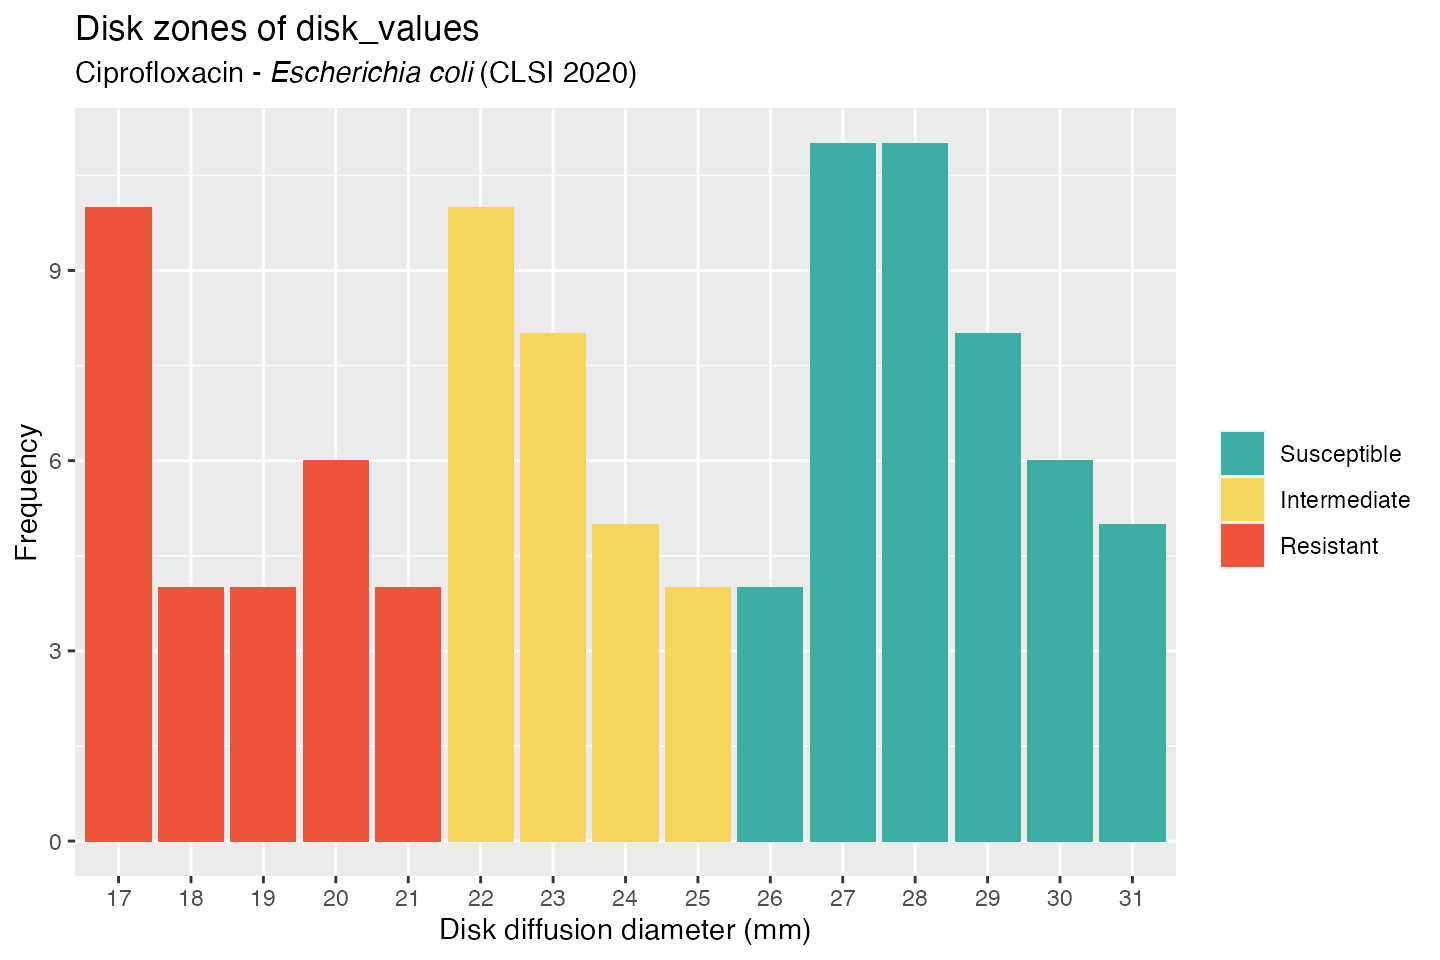 Disk zones of disk_values
Ciprofloxacin - Escherichia coli (CLSI 2020)
Frequency
9
6
3
0
17 18 19 20 21 22 23 24 25 26 27 28 29 30 31
Disk diffusion diameter (mm)
Susceptible
Intermediate
Resistant